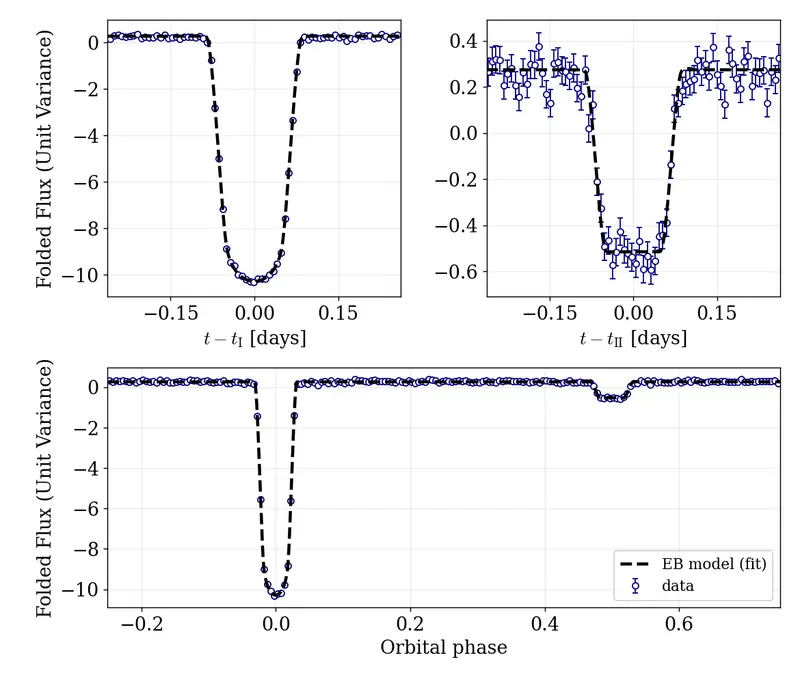 Folded Flux (Unit Variance)
0
−2
−4
−6
−8
−10
−0.15 0.00 0.15
t − tI [days]
0.4
0.2
0.0
−0.2
−0.4
−0.6
−0.15 0.00 0.15
t − tII [days]
Folded Flux (Unit Variance)
0
−2
−4
−6
−8
−10
EB model (fit)
data
−0.2 0.0 0.2 0.4 0.6
Orbital phase